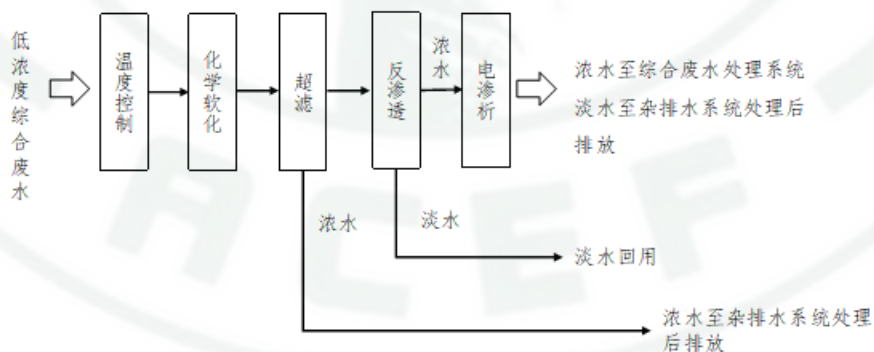 低浓度综合废水
温度控制
化学软化
超滤
反渗透
浓水
电渗析
浓水至综合废水处理系统
淡水至杂排水系统处理后
排放
浓水
淡水
淡水回用
浓水至杂排水系统处理
后排放
ACEF